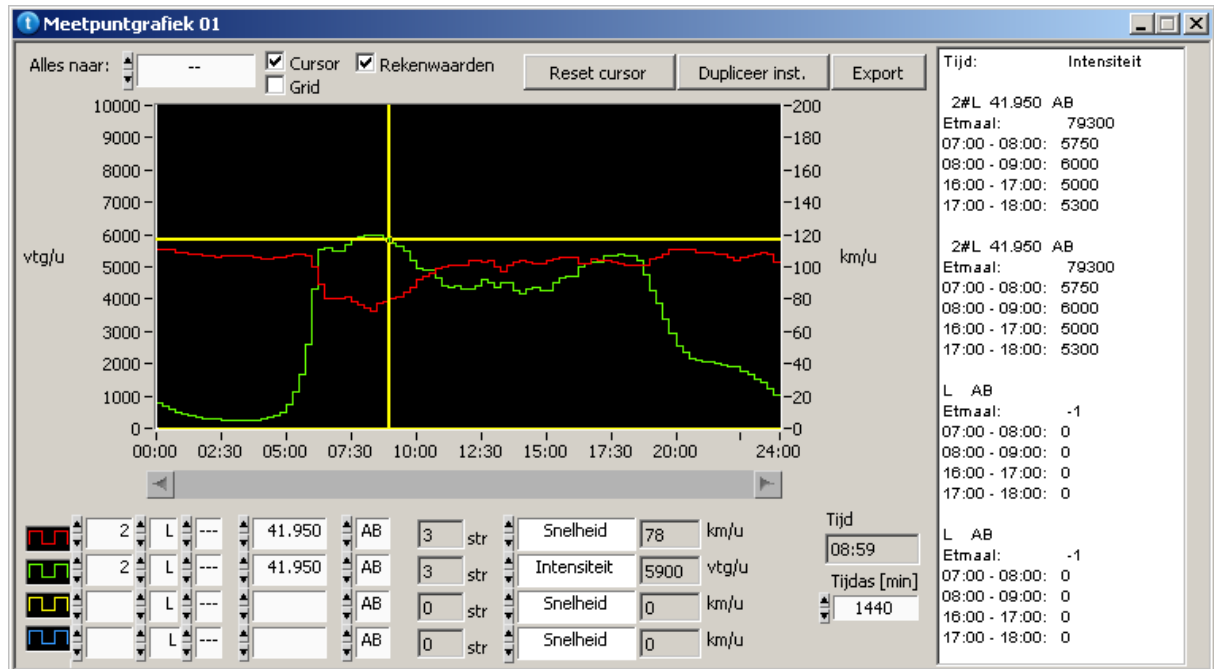 Meetpuntgrafiek 01
Alles naar: -- Cursor Rekenwaarden Reset cursor Dupliceer inst. Export
Grid
10000 200
9000 180
8000 160
7000 140
6000 120
vtg/u km/u
5000 100
4000 80
3000 60
2000 40
1000 20
0 0
00:00 02:30 05:00 07:30 10:00 12:30 15:00 17:30 20:00 24:00
2 L --- 41.950 AB 3 str Snelheid 78 km/u
2 L --- 41.950 AB 3 str Intensiteit 5900 vtg/u
L --- AB 0 str Snelheid 0 km/u
L --- AB 0 str Snelheid 0 km/u
Tijd
08:59
Tijdas [min]
1440
Tijd: Intensiteit
2#L 41.950 AB
Etmaal: 79300
07:00 - 08:00: 5750
08:00 - 09:00: 6000
16:00 - 17:00: 5000
17:00 - 18:00: 5300
2#L 41.950 AB
Etmaal: 79300
07:00 - 08:00: 5750
08:00 - 09:00: 6000
16:00 - 17:00: 5000
17:00 - 18:00: 5300
L AB
Etmaal: -1
07:00 - 08:00: 0
08:00 - 09:00: 0
16:00 - 17:00: 0
17:00 - 18:00: 0
L AB
Etmaal: -1
07:00 - 08:00: 0
08:00 - 09:00: 0
16:00 - 17:00: 0
17:00 - 18:00: 0